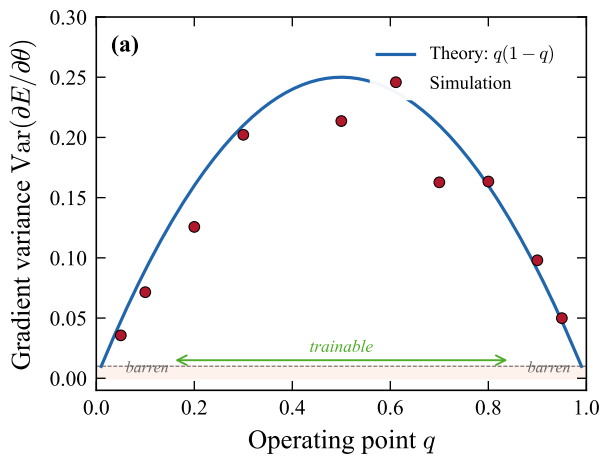 (a)
Theory: q(1 − q)
Simulation
Gradient variance Var(∂E/∂θ)
0.30
0.25
0.20
0.15
0.10
0.05
0.00
trainable
barren
barren
0.0 0.2 0.4 0.6 0.8 1.0
Operating point q